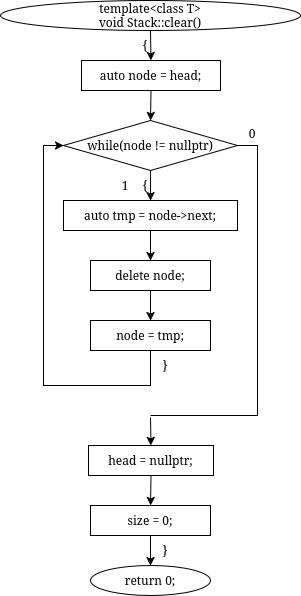 template<class T>
void Stack::clear()
{
auto node = head;
while(node != nullptr)
0
1
{
auto tmp = node->next;
delete node;
node = tmp;
}
head = nullptr;
size = 0;
}
return 0;